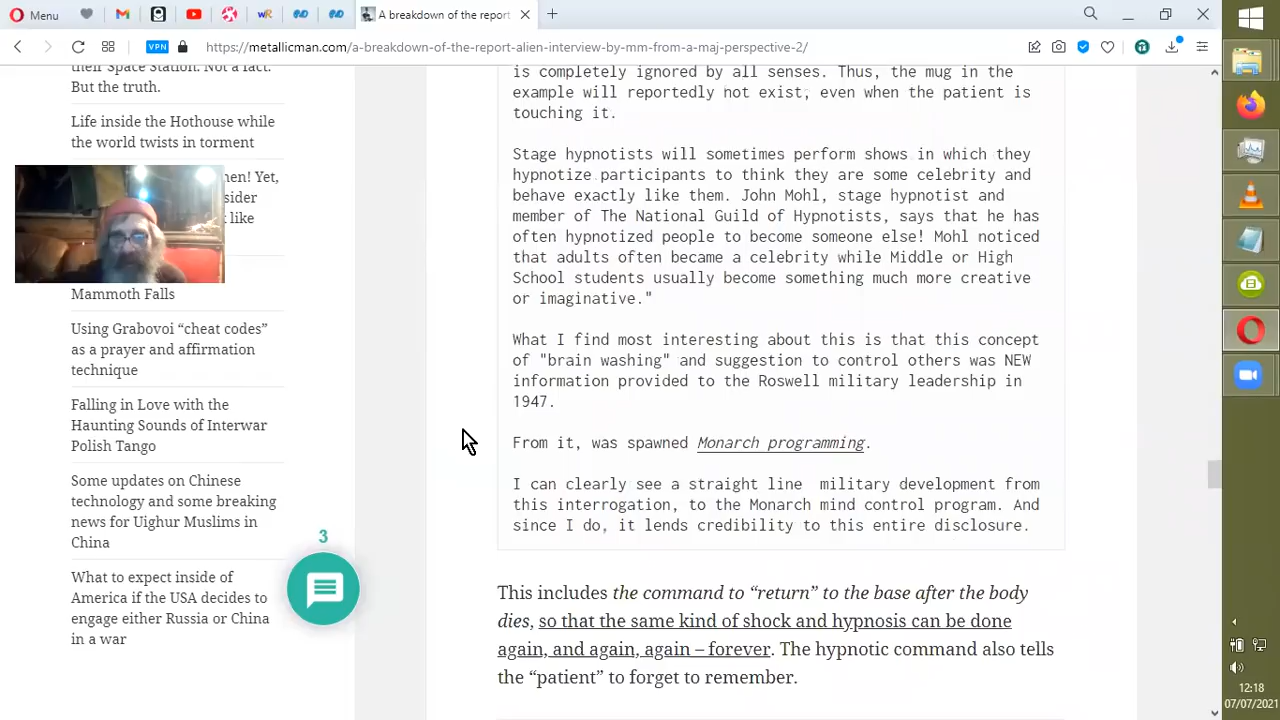 Menu
A breakdown of the report
https://metallicman.com/a-breakdown-of-the-report-alien-interview-by-mm-from-a-maj-perspective-2/
VPN
their Space Station. Not a fact.
But the truth.
Life inside the Hothouse while
the world twists in torment
men! Yet,
sider
like
Mammoth Falls
Using Grabovoi “cheat codes”
as a prayer and affirmation
technique
Falling in Love with the
Haunting Sounds of Interwar
Polish Tango
Some updates on Chinese
technology and some breaking
news for Uighur Muslims in
China
What to expect inside of
America if the USA decides to
engage either Russia or China
in a war
3
is completely ignored by all senses. Thus, the mug in the
example will reportedly not exist, even when the patient is
touching it.
Stage hypnotists will sometimes perform shows in which they
hypnotize participants to think they are some celebrity and
behave exactly like them. John Mohl, stage hypnotist and
member of The National Guild of Hypnotists, says that he has
often hypnotized people to become someone else! Mohl noticed
that adults often became a celebrity while Middle or High
School students usually become something much more creative
or imaginative."
What I find most interesting about this is that this concept
of "brain washing" and suggestion to control others was NEW
information provided to the Roswell military leadership in
1947.
From it, was spawned Monarch programming.
I can clearly see a straight line military development from
this interrogation, to the Monarch mind control program. And
since I do, it lends credibility to this entire disclosure.
This includes the command to “return” to the base after the body
dies, so that the same kind of shock and hypnosis can be done
again, and again, again – forever. The hypnotic command also tells
the “patient” to forget to remember.
12:18
07/07/2021